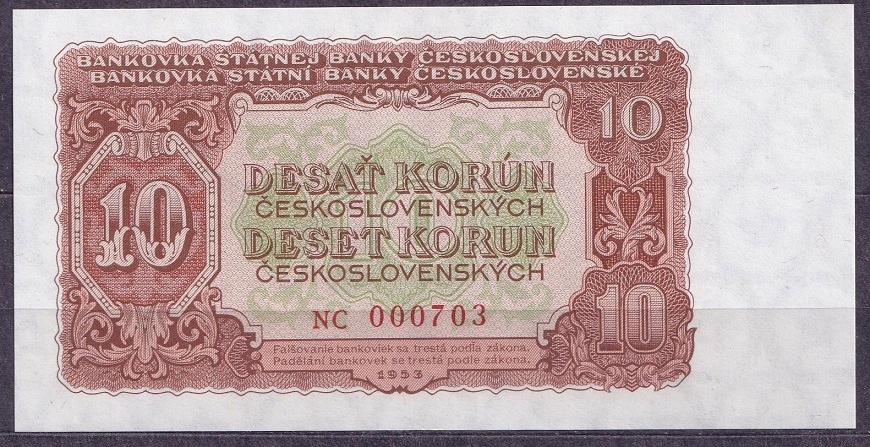 BANKOVKA ŠTÁTNEJ BANKY ČESKOSLOVENSKEJ
BANKOVKA STÁTNÍ BANKY ČESKOSLOVENSKÉ
10
10
DESAŤ KORÚN
ČESKOSLOVENSKÝCH
DESET KORUN
ČESKOSLOVENSKÝCH
NC 000703
10
Falšovanie bankoviek sa trestá podľa zákona.
Padělání bankovek se trestá podle zákona.
1953